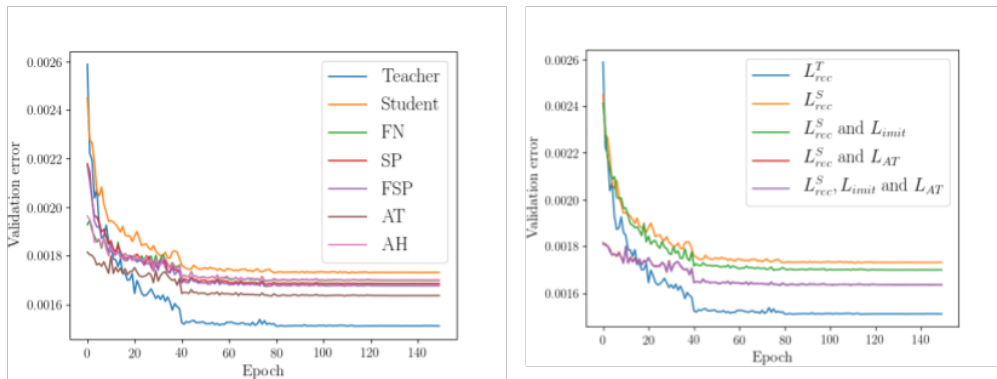 0.0026
0.0024
0.0022
0.0020
0.0018
0.0016
Validation error
0 20 40 60 80 100 120 140
Epoch
Teacher
Student
FN
SP
FSP
AT
AH
0.0026
0.0024
0.0022
0.0020
0.0018
0.0016
Validation error
0 20 40 60 80 100 120 140
Epoch
L^T_rec
L^S_rec
L^S_rec and L_imit
L^S_rec and L_AT
L^S_rec, L_imit and L_AT